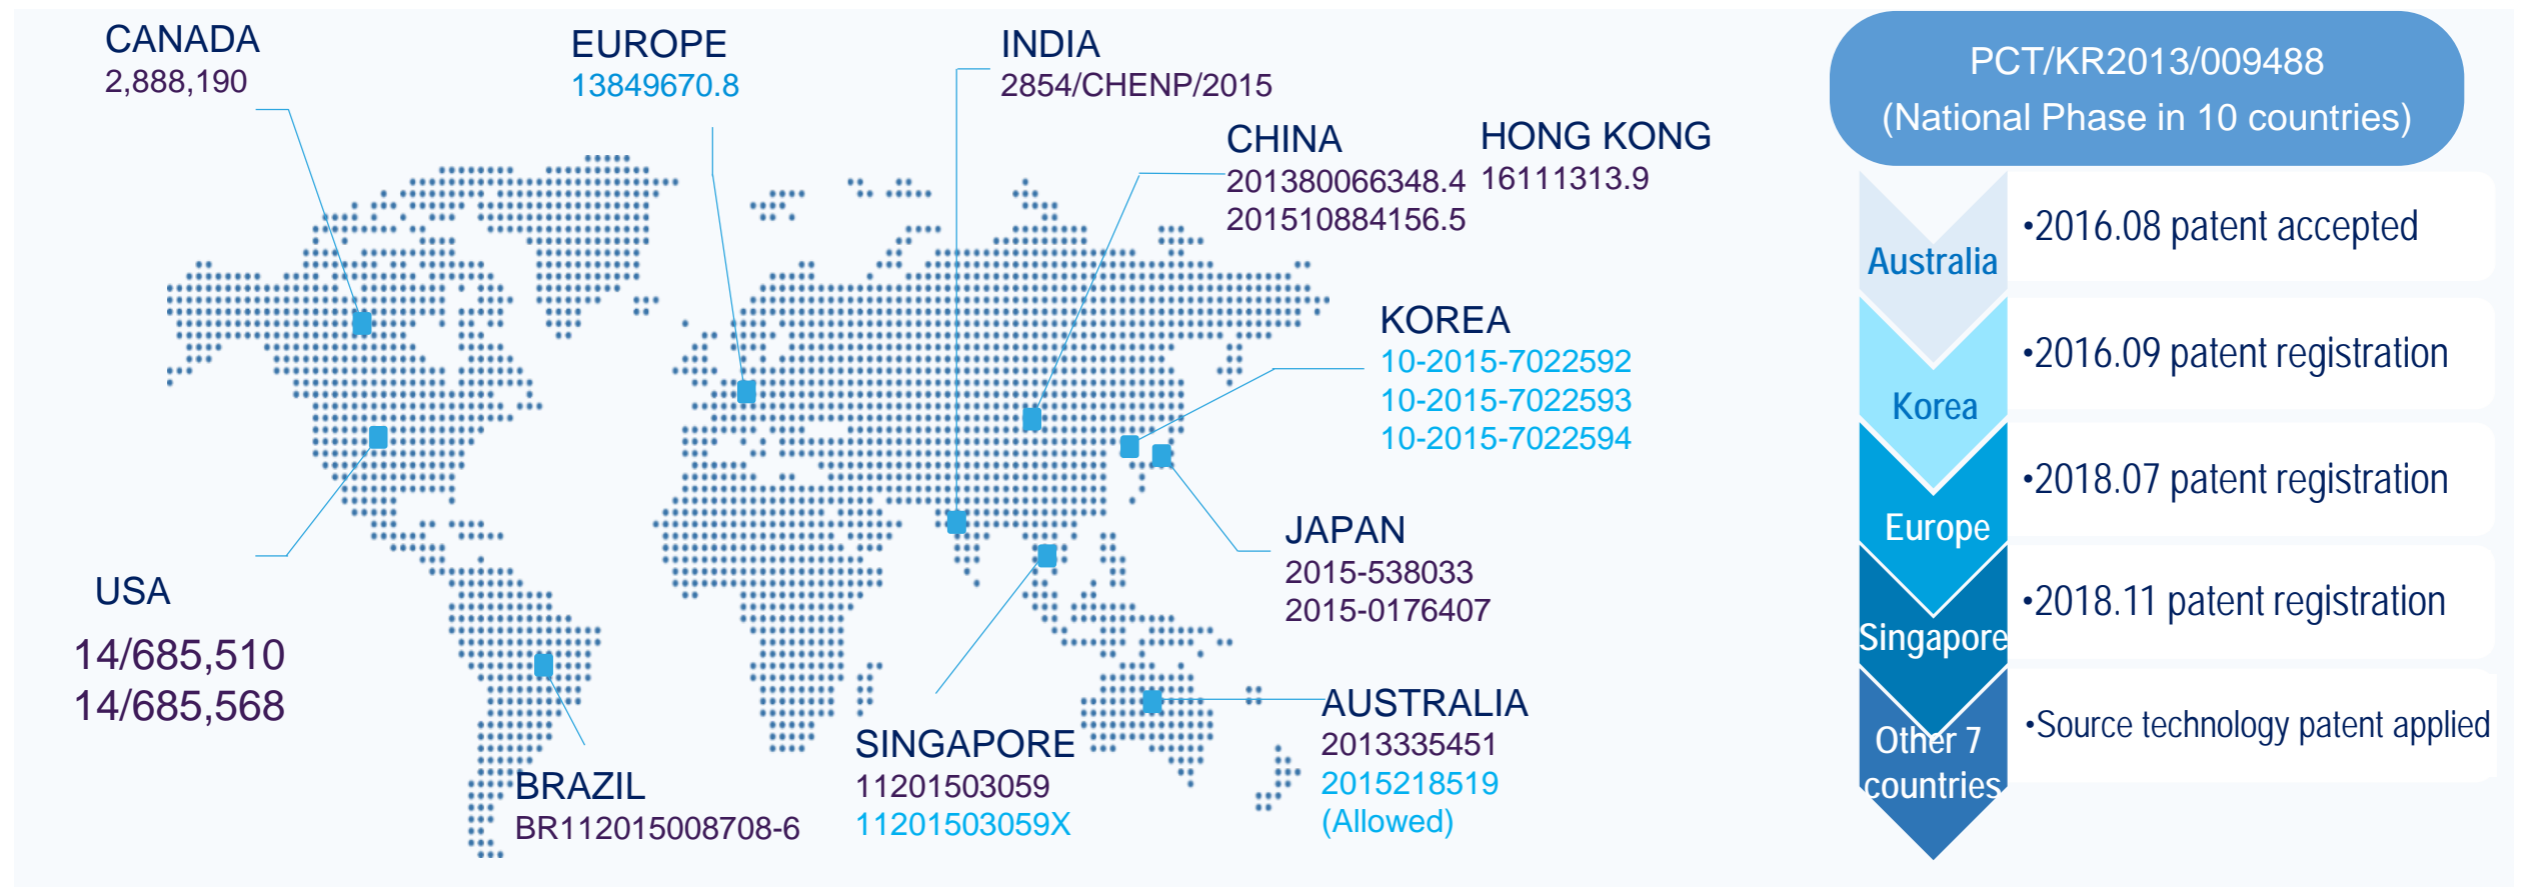 CANADA
2,888,190
EUROPE
13849670.8
INDIA
2854/CHENP/2015
CHINA
201380066348.4
201510884156.5
HONG KONG
16111313.9
KOREA
10-2015-7022592
10-2015-7022593
10-2015-7022594
JAPAN
2015-538033
2015-0176407
USA
14/685,510
14/685,568
BRAZIL
BR112015008708-6
SINGAPORE
11201503059
11201503059X
AUSTRALIA
2013335451
2015218519
(Allowed)
PCT/KR2013/009488
(National Phase in 10 countries)
Australia
•2016.08 patent accepted
Korea
•2016.09 patent registration
Europe
•2018.07 patent registration
Singapore
•2018.11 patent registration
Other 7
countries
•Source technology patent applied